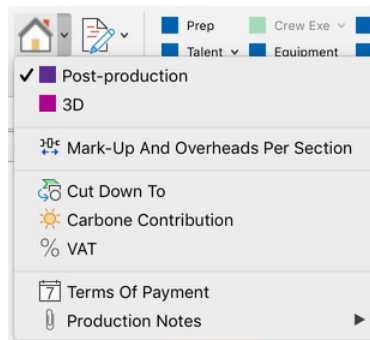 Prep
Crew Exe
Talent
Equipment
Post-production
3D
Mark-Up And Overheads Per Section
Cut Down To
Carbone Contribution
% VAT
7 Terms Of Payment
Production Notes